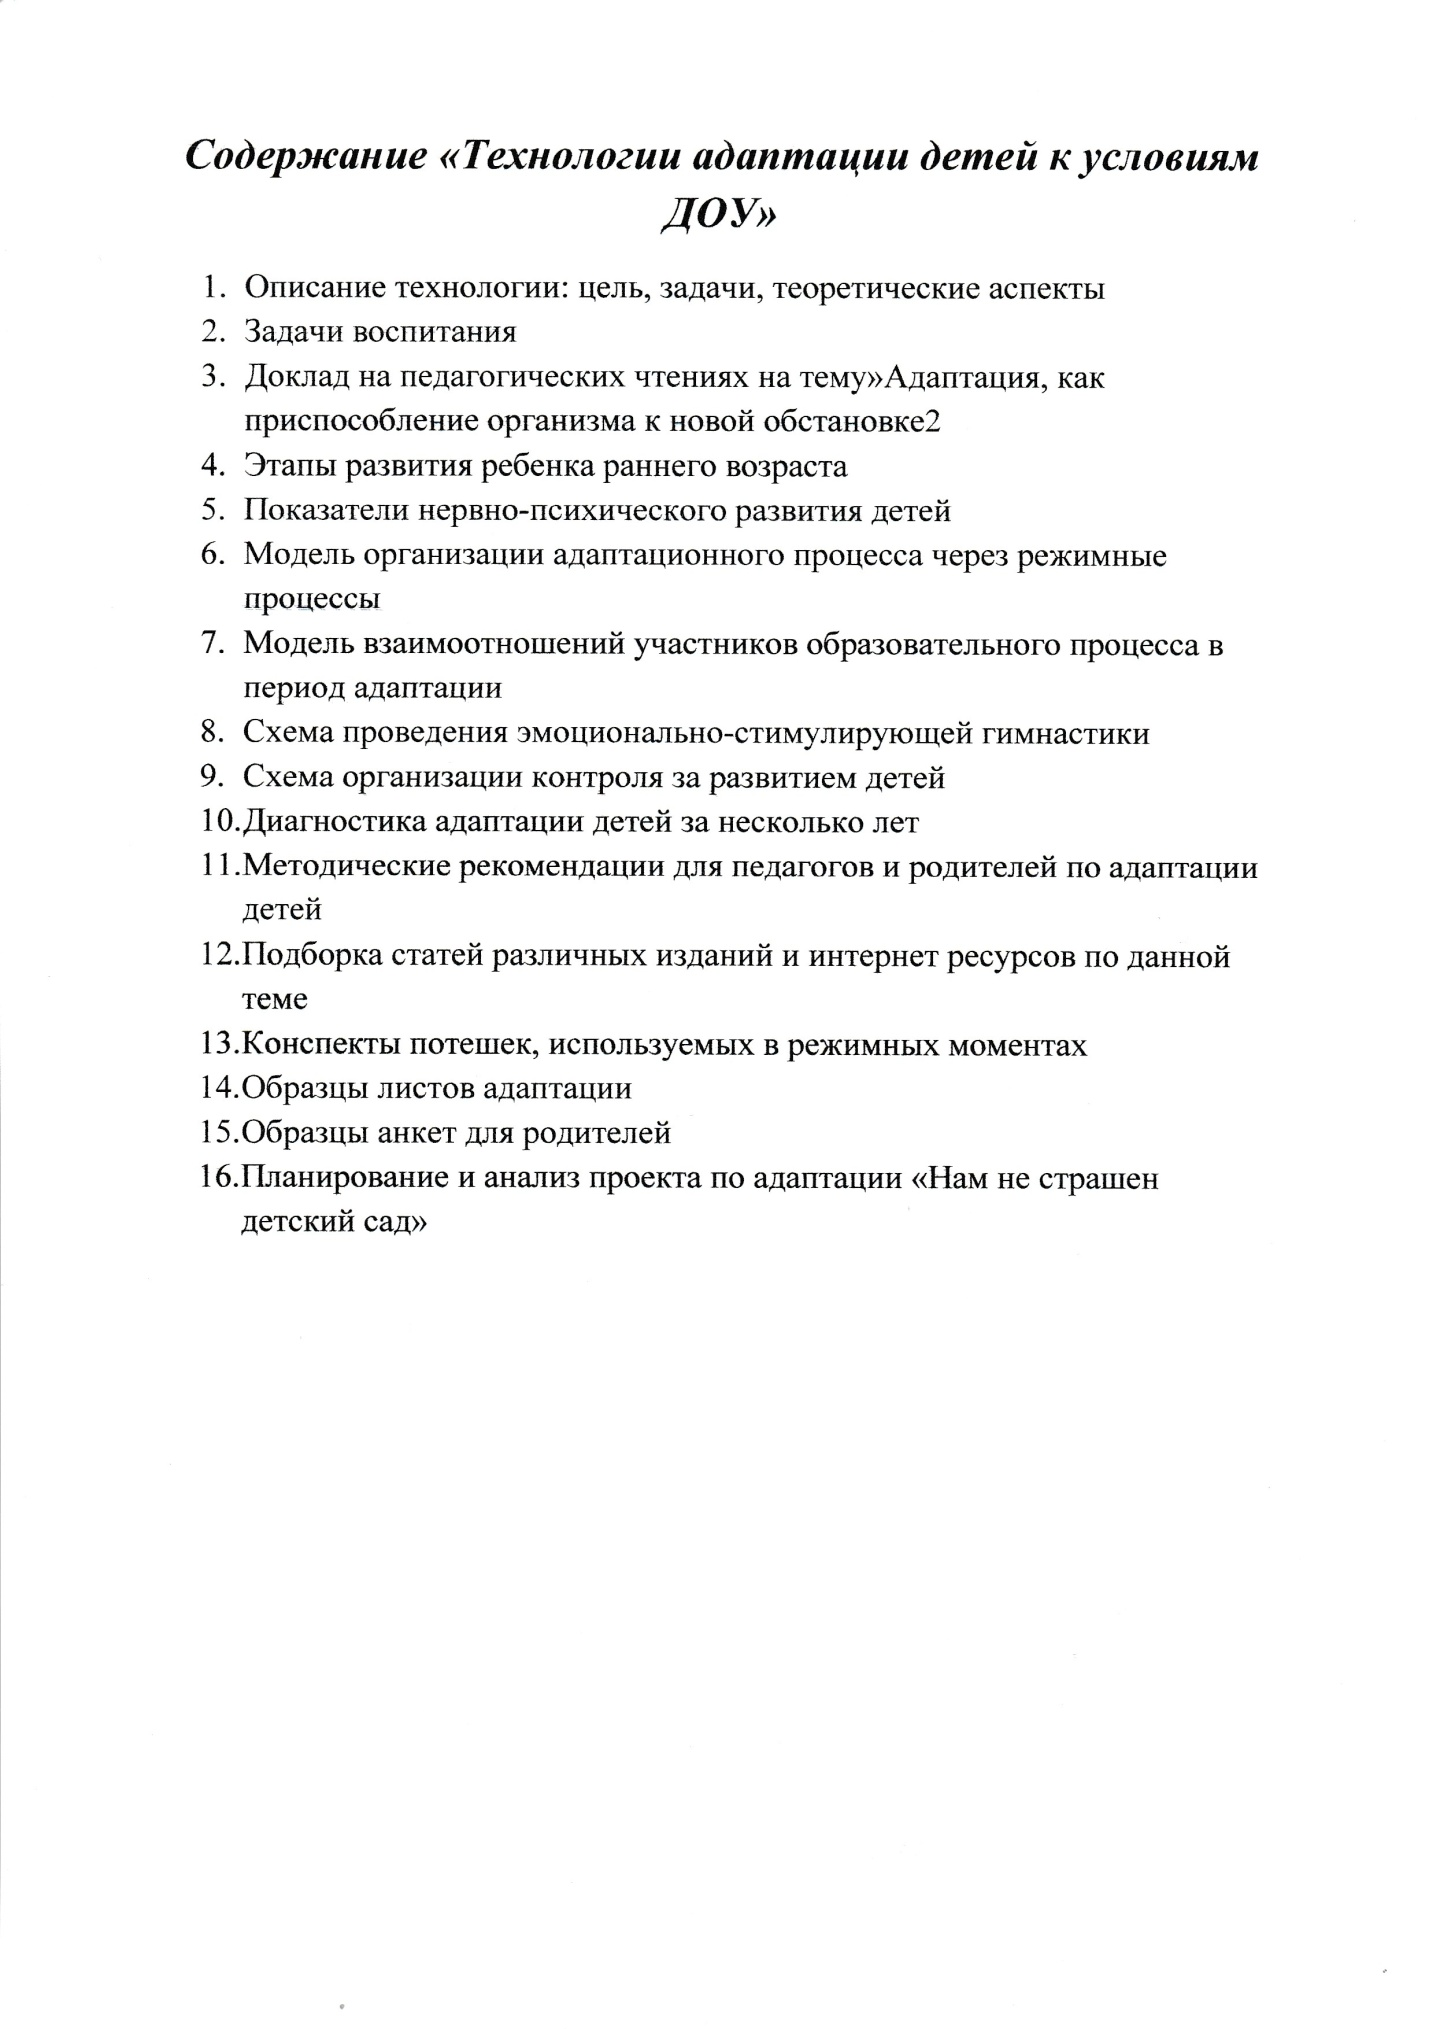 Содержание «Технологии адаптации детей к условиям
ДОУ»
1. Описание технологии: цель, задачи, теоретические аспекты
2. Задачи воспитания
3. Доклад на педагогических чтениях на тему»Адаптация, как
приспособление организма к новой обстановке2
4. Этапы развития ребенка раннего возраста
5. Показатели нервно-психического развития детей
6. Модель организации адаптационного процесса через режимные
процессы
7. Модель взаимоотношений участников образовательного процесса в
период адаптации
8. Схема проведения эмоционально-стимулирующей гимнастики
9. Схема организации контроля за развитием детей
10.Диагностика адаптации детей за несколько лет
11.Методические рекомендации для педагогов и родителей по адаптации
детей
12.Подборка статей различных изданий и интернет ресурсов по данной
теме
13.Конспекты потешек, используемых в режимных моментах
14.Образцы листов адаптации
15.Образцы анкет для родителей
16.Планирование и анализ проекта по адаптации «Нам не страшен
детский сад»